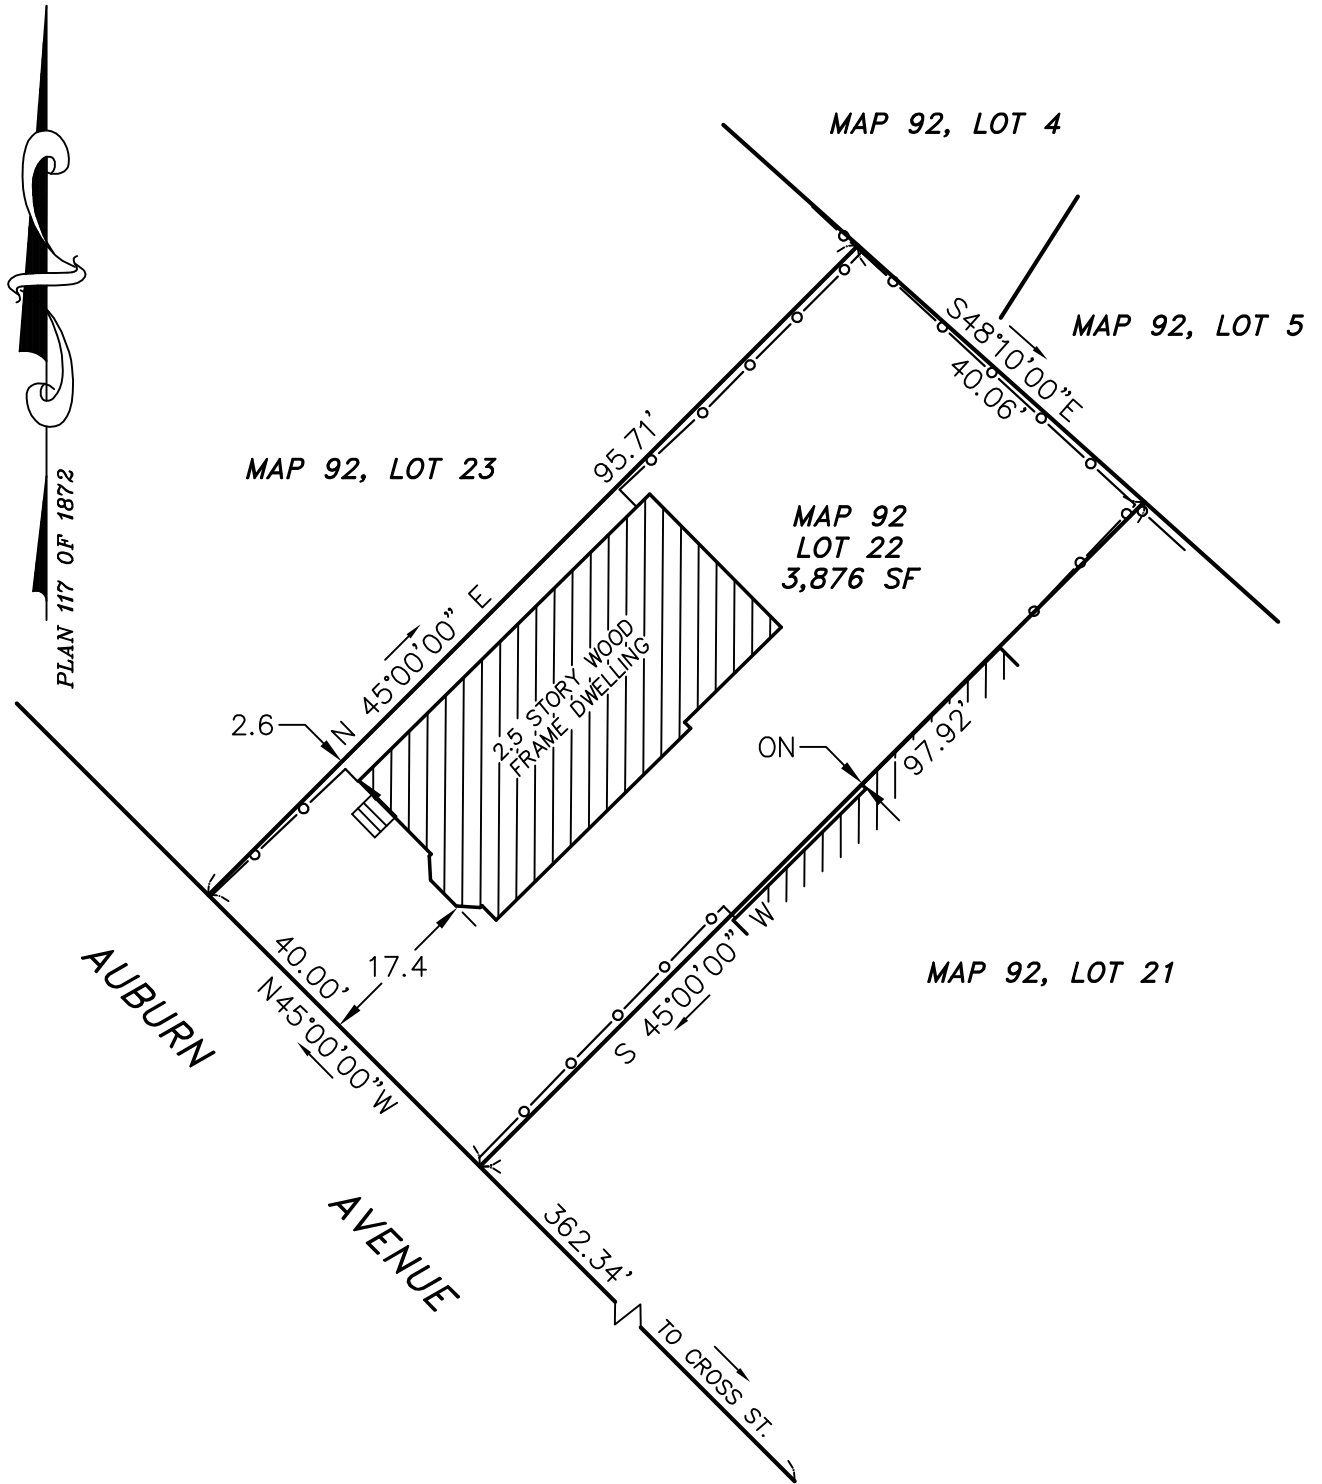 MAP 92, LOT 4
MAP 92, LOT 5
S48°10'00"E
40.06'
PLAN 117 OF 1872
MAP 92, LOT 23
95.71'
MAP 92
LOT 22
3,876 SF
N 45°00'00" E
2.5 STORY WOOD
FRAME DWELLING
2.6
ON
97.92'
S 45°00'00" W
MAP 92, LOT 21
17.4
40.00'
N45°00'00"W
AUBURN
AVENUE
362.34'
TO CROSS ST.